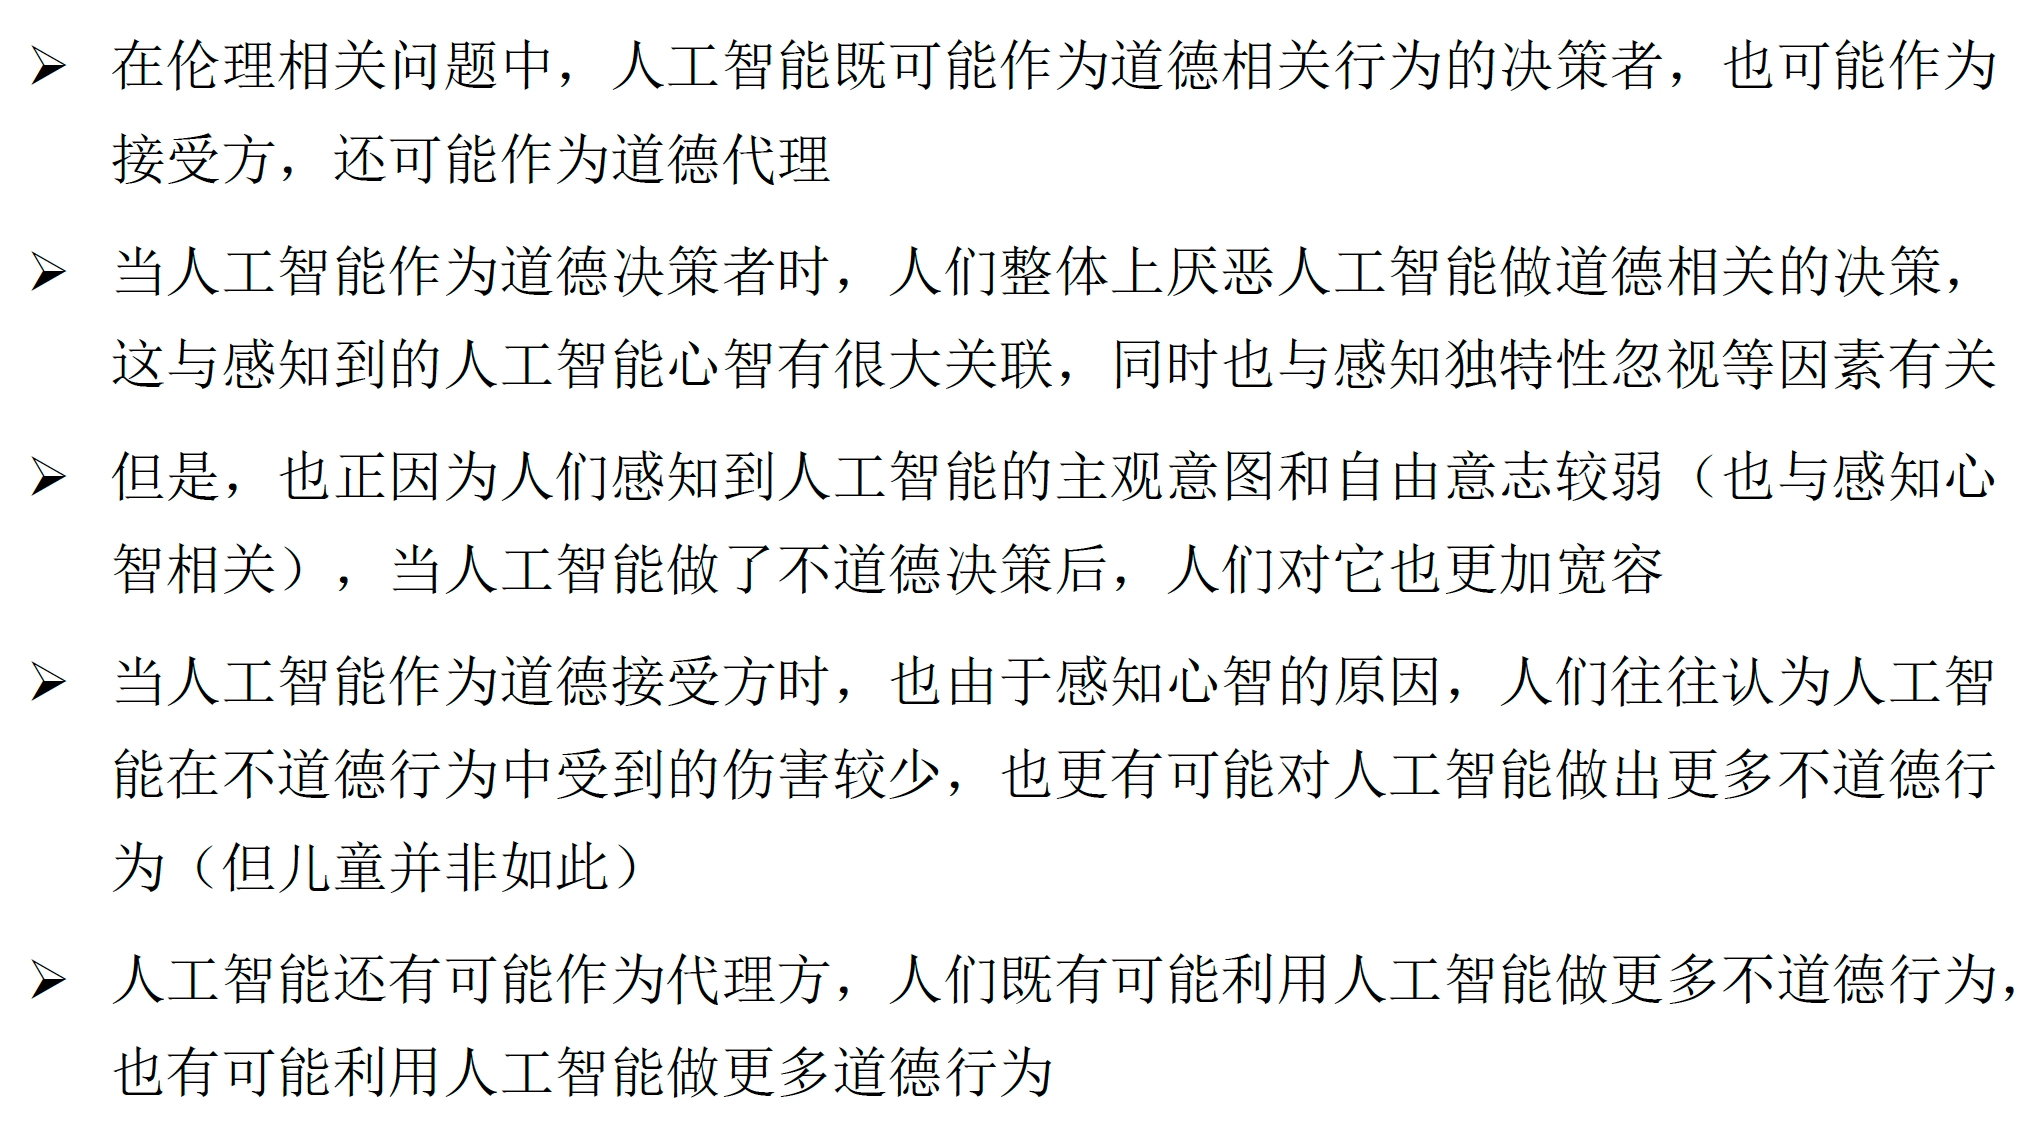 ➢ 在伦理相关问题中，人工智能既可能作为道德相关行为的决策者，也可能作为
接受方，还可能作为道德代理
➢ 当人工智能作为道德决策者时，人们整体上厌恶人工智能做道德相关的决策，
这与感知到的人工智能心智有很大关联，同时也与感知独特性忽视等因素有关
➢ 但是，也正因为人们感知到人工智能的主观意图和自由意志较弱（也与感知心
智相关），当人工智能做了不道德决策后，人们对它也更加宽容
➢ 当人工智能作为道德接受方时，也由于感知心智的原因，人们往往认为人工智
能在不道德行为中受到的伤害较少，也更有可能对人工智能做出更多不道德行
为（但儿童并非如此）
➢ 人工智能还有可能作为代理方，人们既有可能利用人工智能做更多不道德行为，
也有可能利用人工智能做更多道德行为